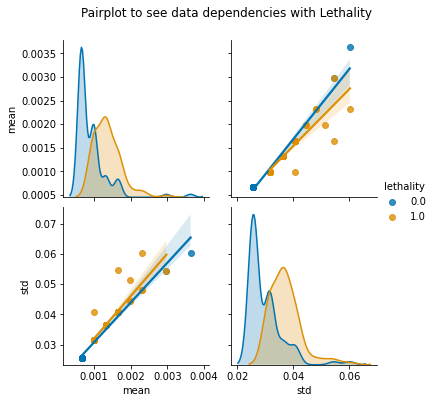 Pairplot to see data dependencies with Lethality
0.0035
0.0030
0.0025
0.0020
0.0015
0.0010
0.0005
mean
lethality
0.0
1.0
0.07
0.06
0.05
0.04
0.03
std
0.001 0.002 0.003 0.004
mean
0.02 0.04 0.06
std